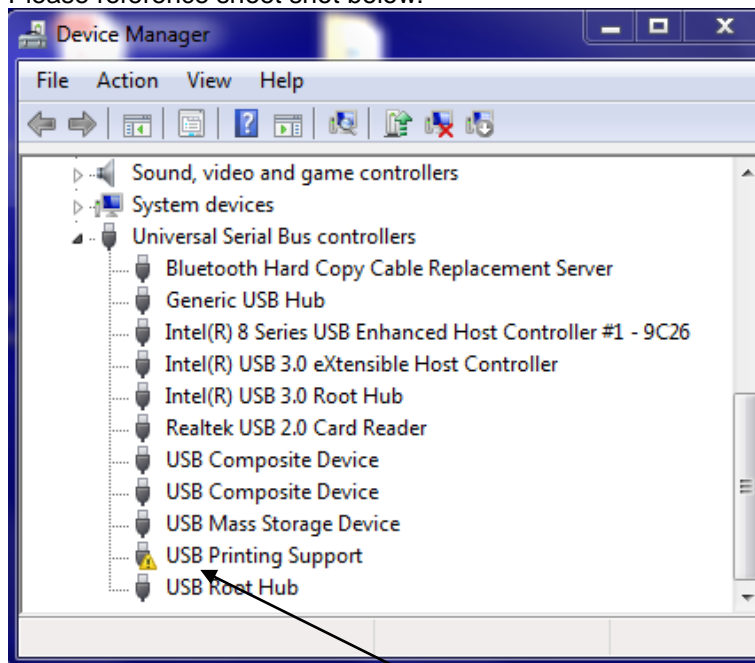 Please reference sheet shot below.
Device Manager
File Action View Help
Sound, video and game controllers
System devices
Universal Serial Bus controllers
Bluetooth Hard Copy Cable Replacement Server
Generic USB Hub
Intel(R) 8 Series USB Enhanced Host Controller #1 - 9C26
Intel(R) USB 3.0 eXtensible Host Controller
Intel(R) USB 3.0 Root Hub
Realtek USB 2.0 Card Reader
USB Composite Device
USB Composite Device
USB Mass Storage Device
USB Printing Support
USB Root Hub